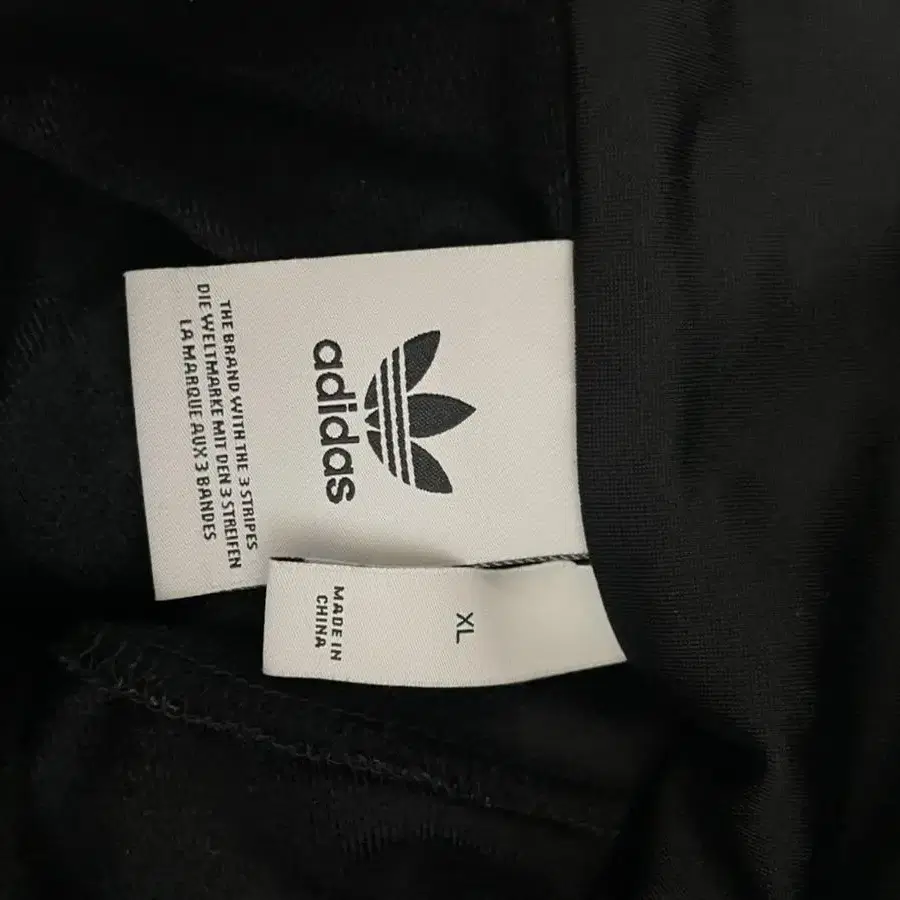 adidas
THE BRAND WITH THE 3 STRIPES
DIE WELTMARKE MIT DEN 3 STREIFEN
LA MARQUE AUX 3 BANDES
XL
MADE IN
CHINA